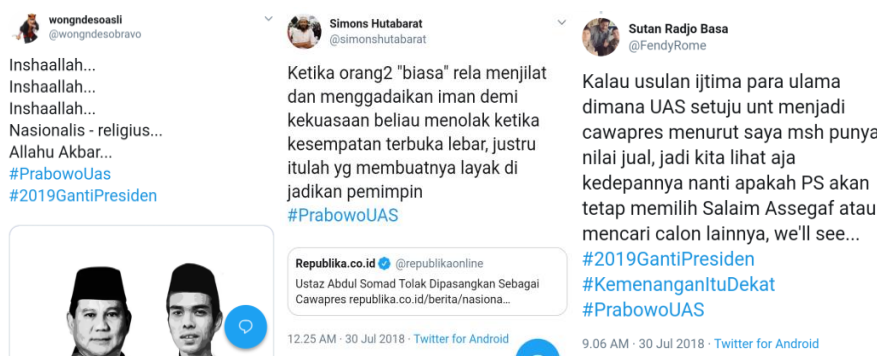 wongndesoasli
@wongndesobravo
Inshaallah...
Inshaallah...
Inshaallah...
Nasionalis - religius...
Allahu Akbar...
#PrabowoUas
#2019GantiPresiden
Simons Hutabarat
@simonshutabarat
Ketika orang2 "biasa" rela menjilat
dan menggadaikan iman demi
kekuasaan beliau menolak ketika
kesempatan terbuka lebar, justru
itulah yg membuatnya layak di
jadikan pemimpin
#PrabowoUAS
Republika.co.id @republikaonline
Ustaz Abdul Somad Tolak Dipasangkan Sebagai
Cawapres republika.co.id/berita/nasiona...
12.25 AM · 30 Jul 2018 · Twitter for Android
Sutan Radjo Basa
@FendyRome
Kalau usulan ijtima para ulama
dimana UAS setuju unt menjadi
cawapres menurut saya msh punya
nilai jual, jadi kita lihat aja
kedepannya nanti apakah PS akan
tetap memilih Salaim Assegaf atau
mencari calon lainnya, we'll see...
#2019GantiPresiden
#KemenanganItuDekat
#PrabowoUAS
9.06 AM · 30 Jul 2018 · Twitter for Android